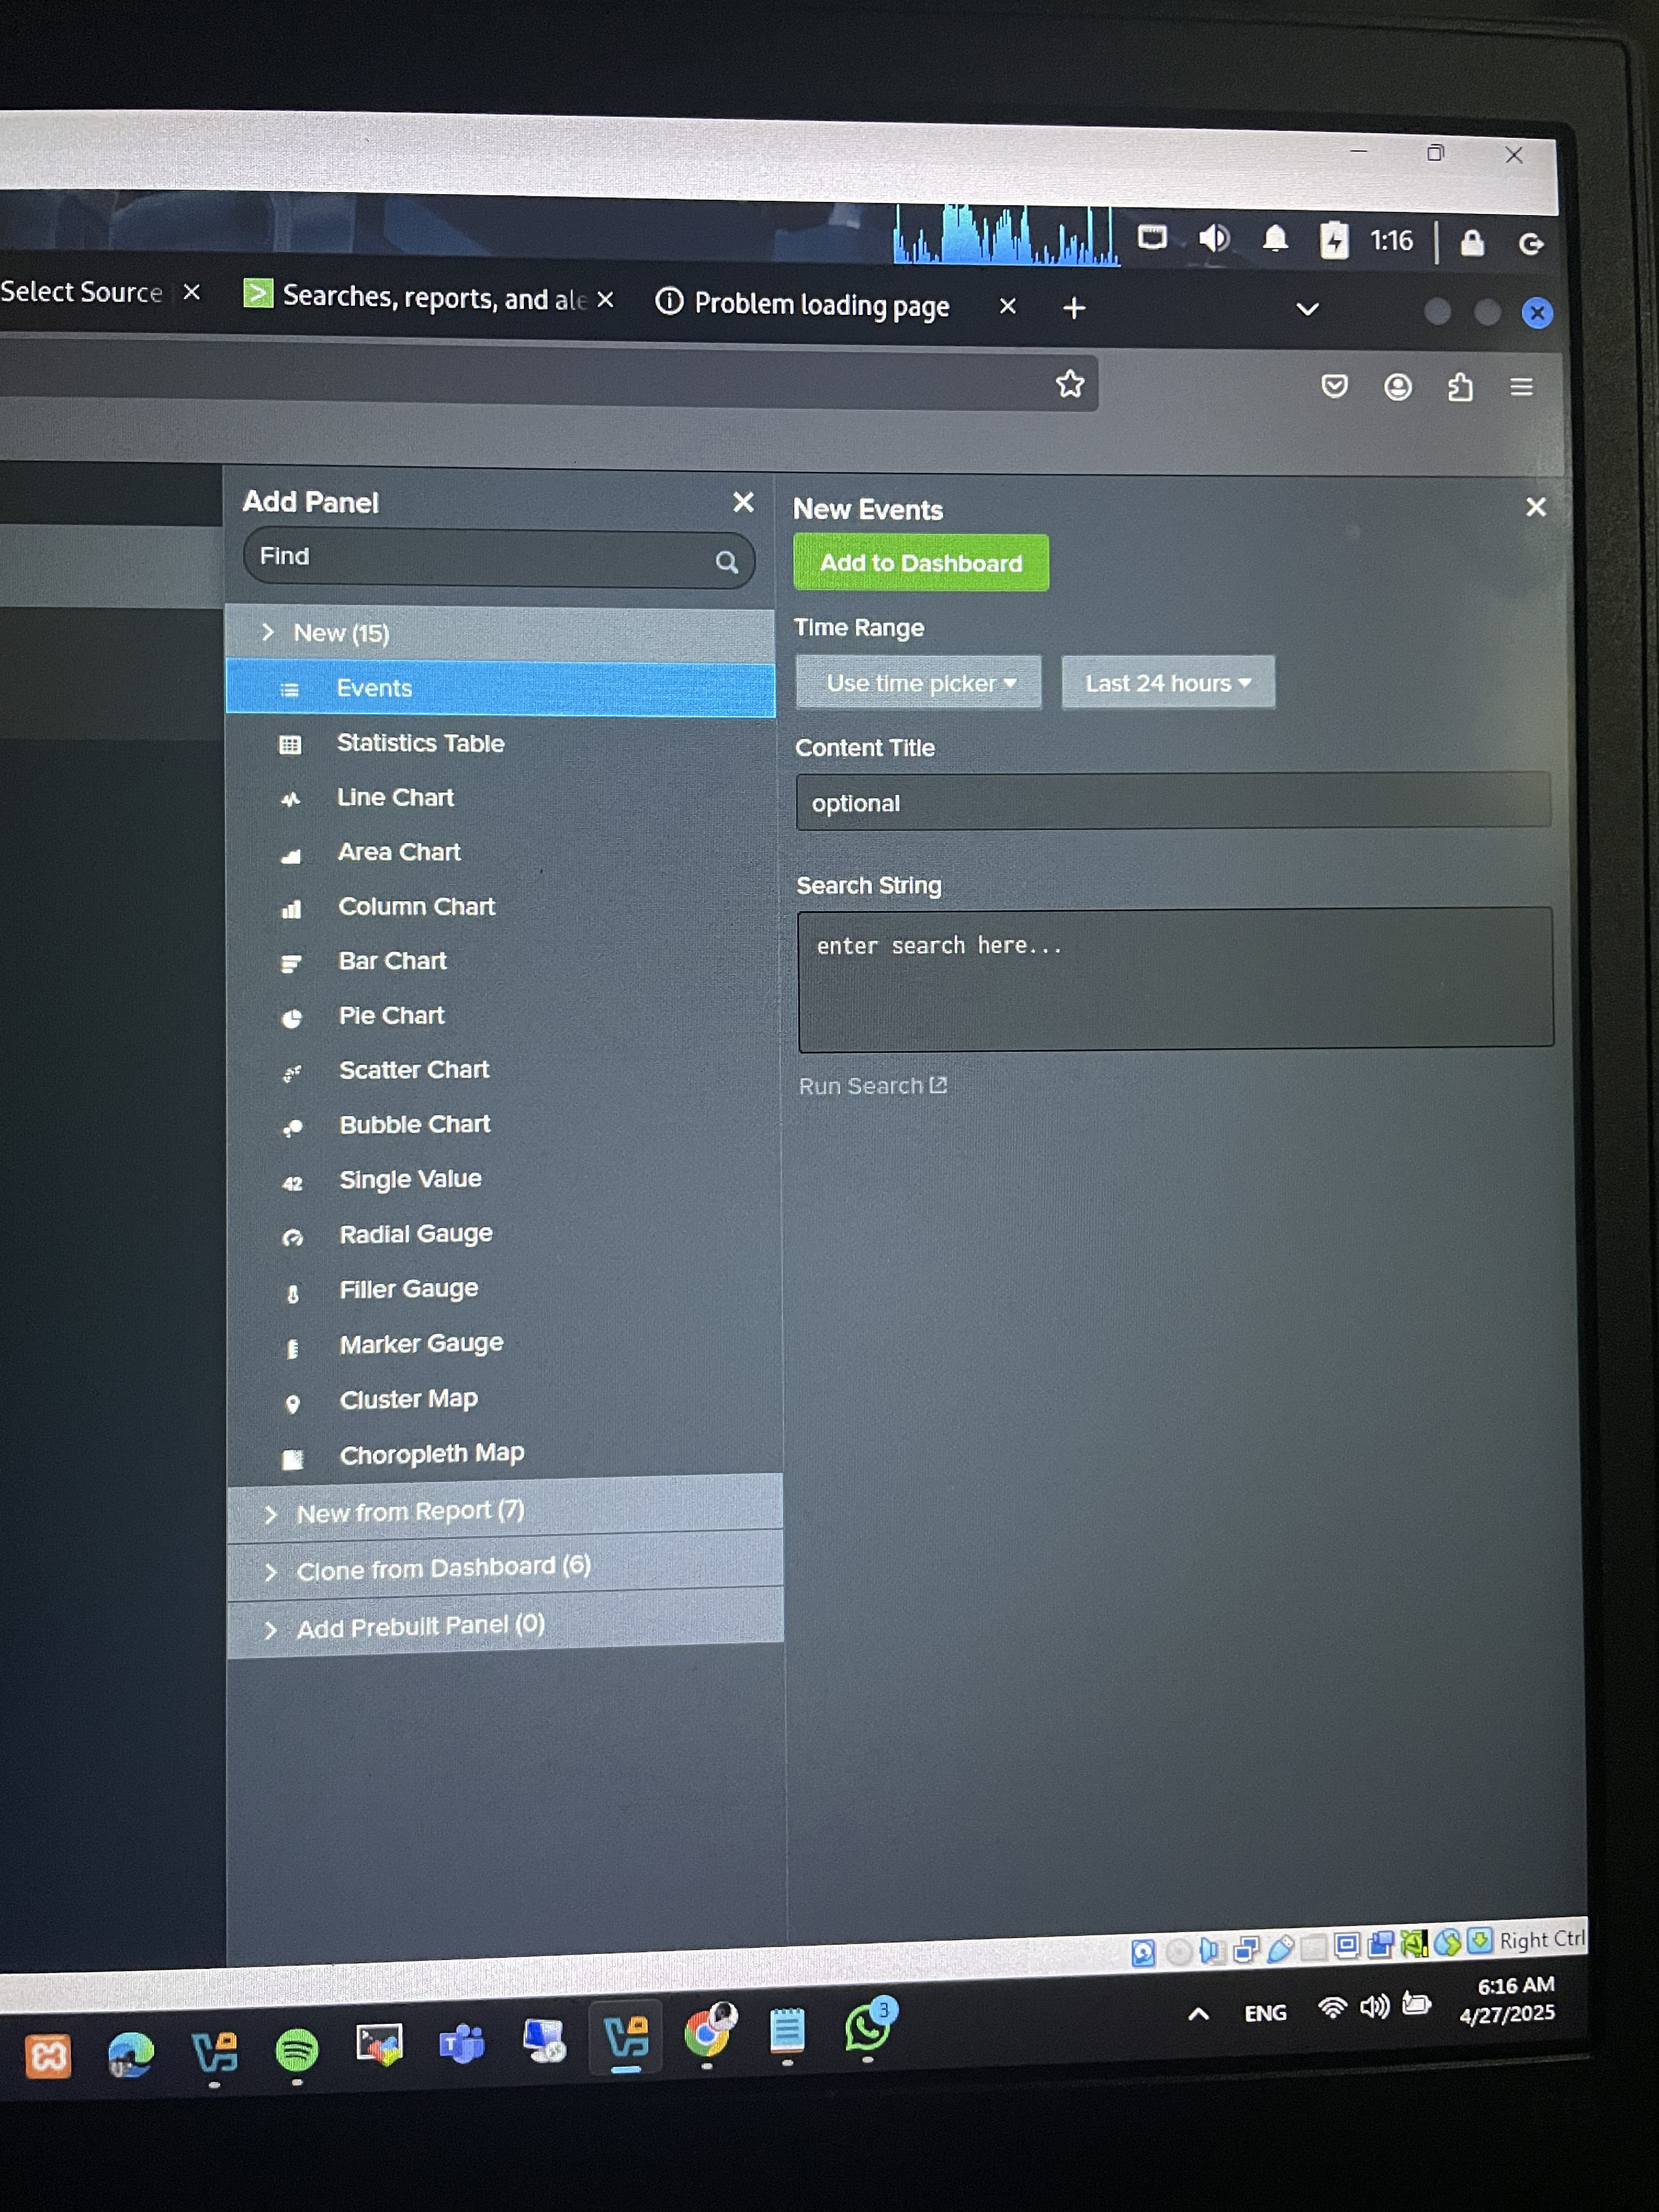 1:16
Select Source
Searches, reports, and ale
Problem loading page
Add Panel
Find
New (15)
Events
Statistics Table
Line Chart
Area Chart
Column Chart
Bar Chart
Pie Chart
Scatter Chart
Bubble Chart
42 Single Value
Radial Gauge
Filler Gauge
Marker Gauge
Cluster Map
Choropleth Map
New from Report (7)
Clone from Dashboard (6)
Add Prebuilt Panel (0)
New Events
Add to Dashboard
Time Range
Use time picker
Last 24 hours
Content Title
optional
Search String
enter search here...
Run Search
Right Ctrl
3
ENG
6:16 AM
4/27/2025